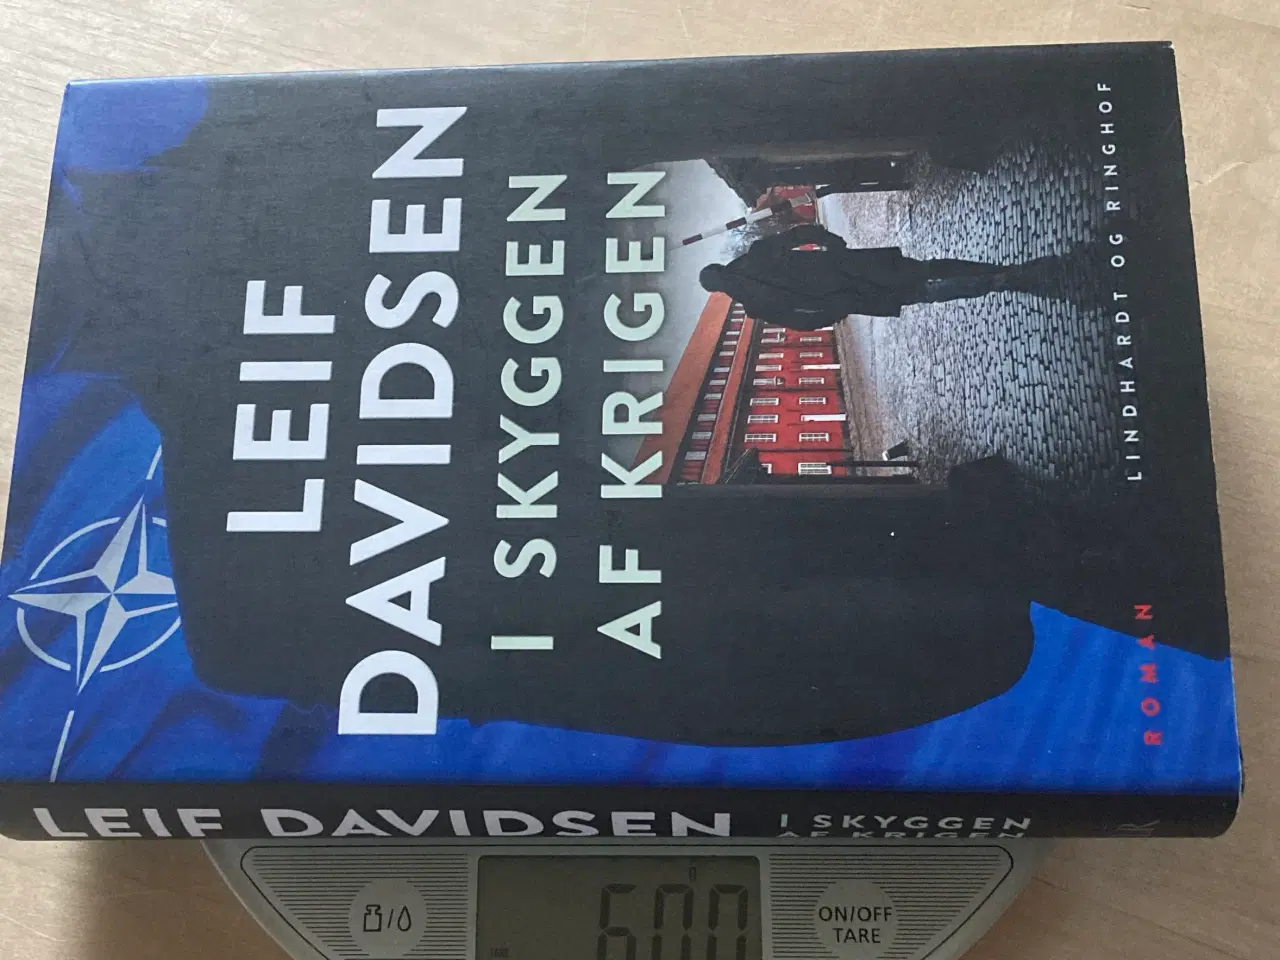 LEIF
DAVIDSEN
I SKYGGEN
AF KRIGEN
LINDHARDT OG RINGHOF
ROMAN
LEIF DAVIDSEN
I SKYGGEN
AF KRIGEN
g
600
ON/OFF
TARE